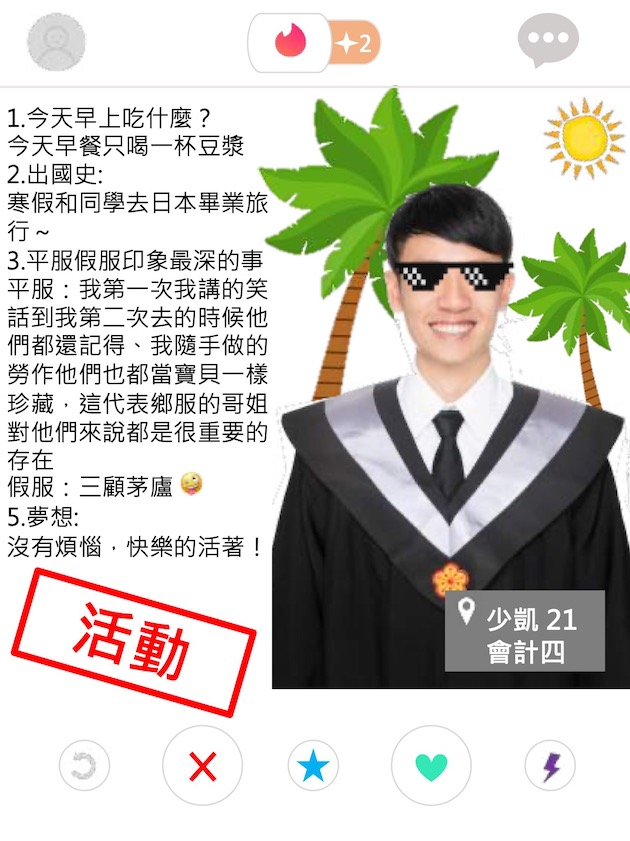 2
1.今天早上吃什麼？
今天早餐只喝一杯豆漿
2.出國史:
寒假和同學去日本畢業旅
行～
3.平服假服印象最深的事
平服：我第一次我講的笑
話到我第二次去的時候他
們都還記得、我隨手做的
勞作他們也都當寶貝一樣
珍藏，這代表鄉服的哥姐
對他們來說都是很重要的
存在
假服：三顧茅廬🤪
5.夢想:
沒有煩惱，快樂的活著！
活動
少凱 21
會計四